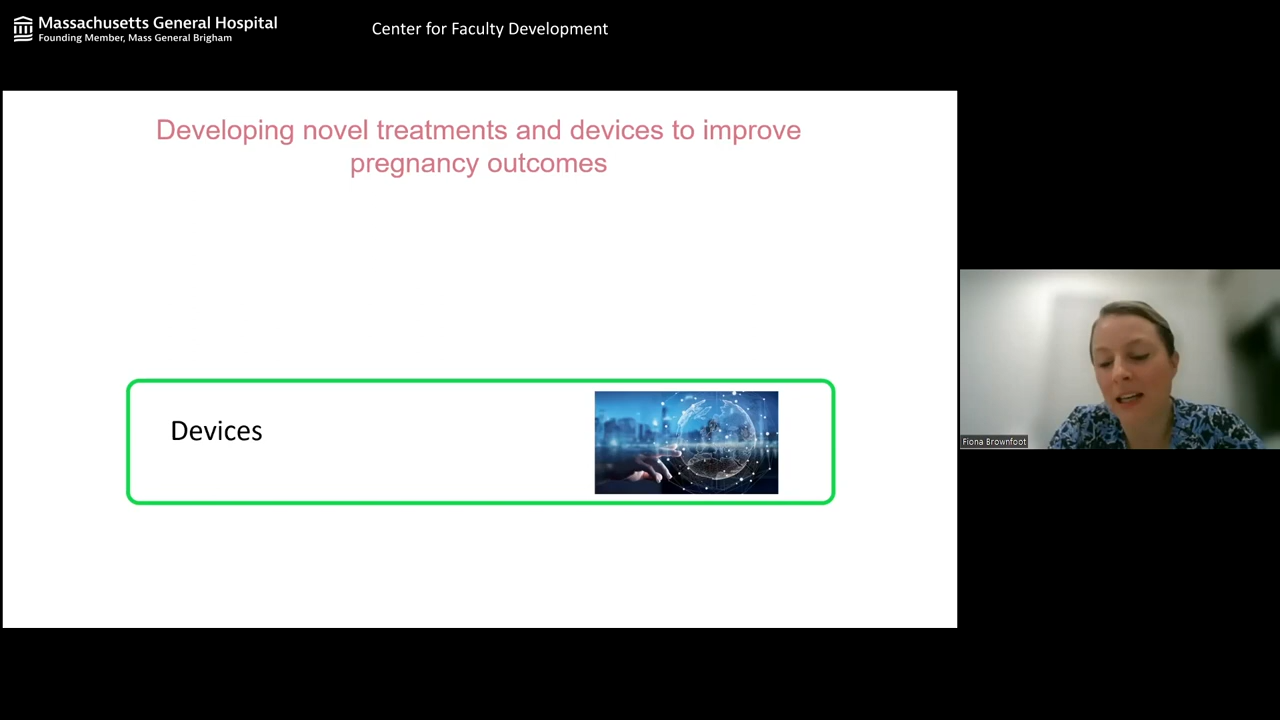 Massachusetts General Hospital
Founding Member, Mass General Brigham
Center for Faculty Development
Developing novel treatments and devices to improve
pregnancy outcomes
Devices
Fiona Brownfoot